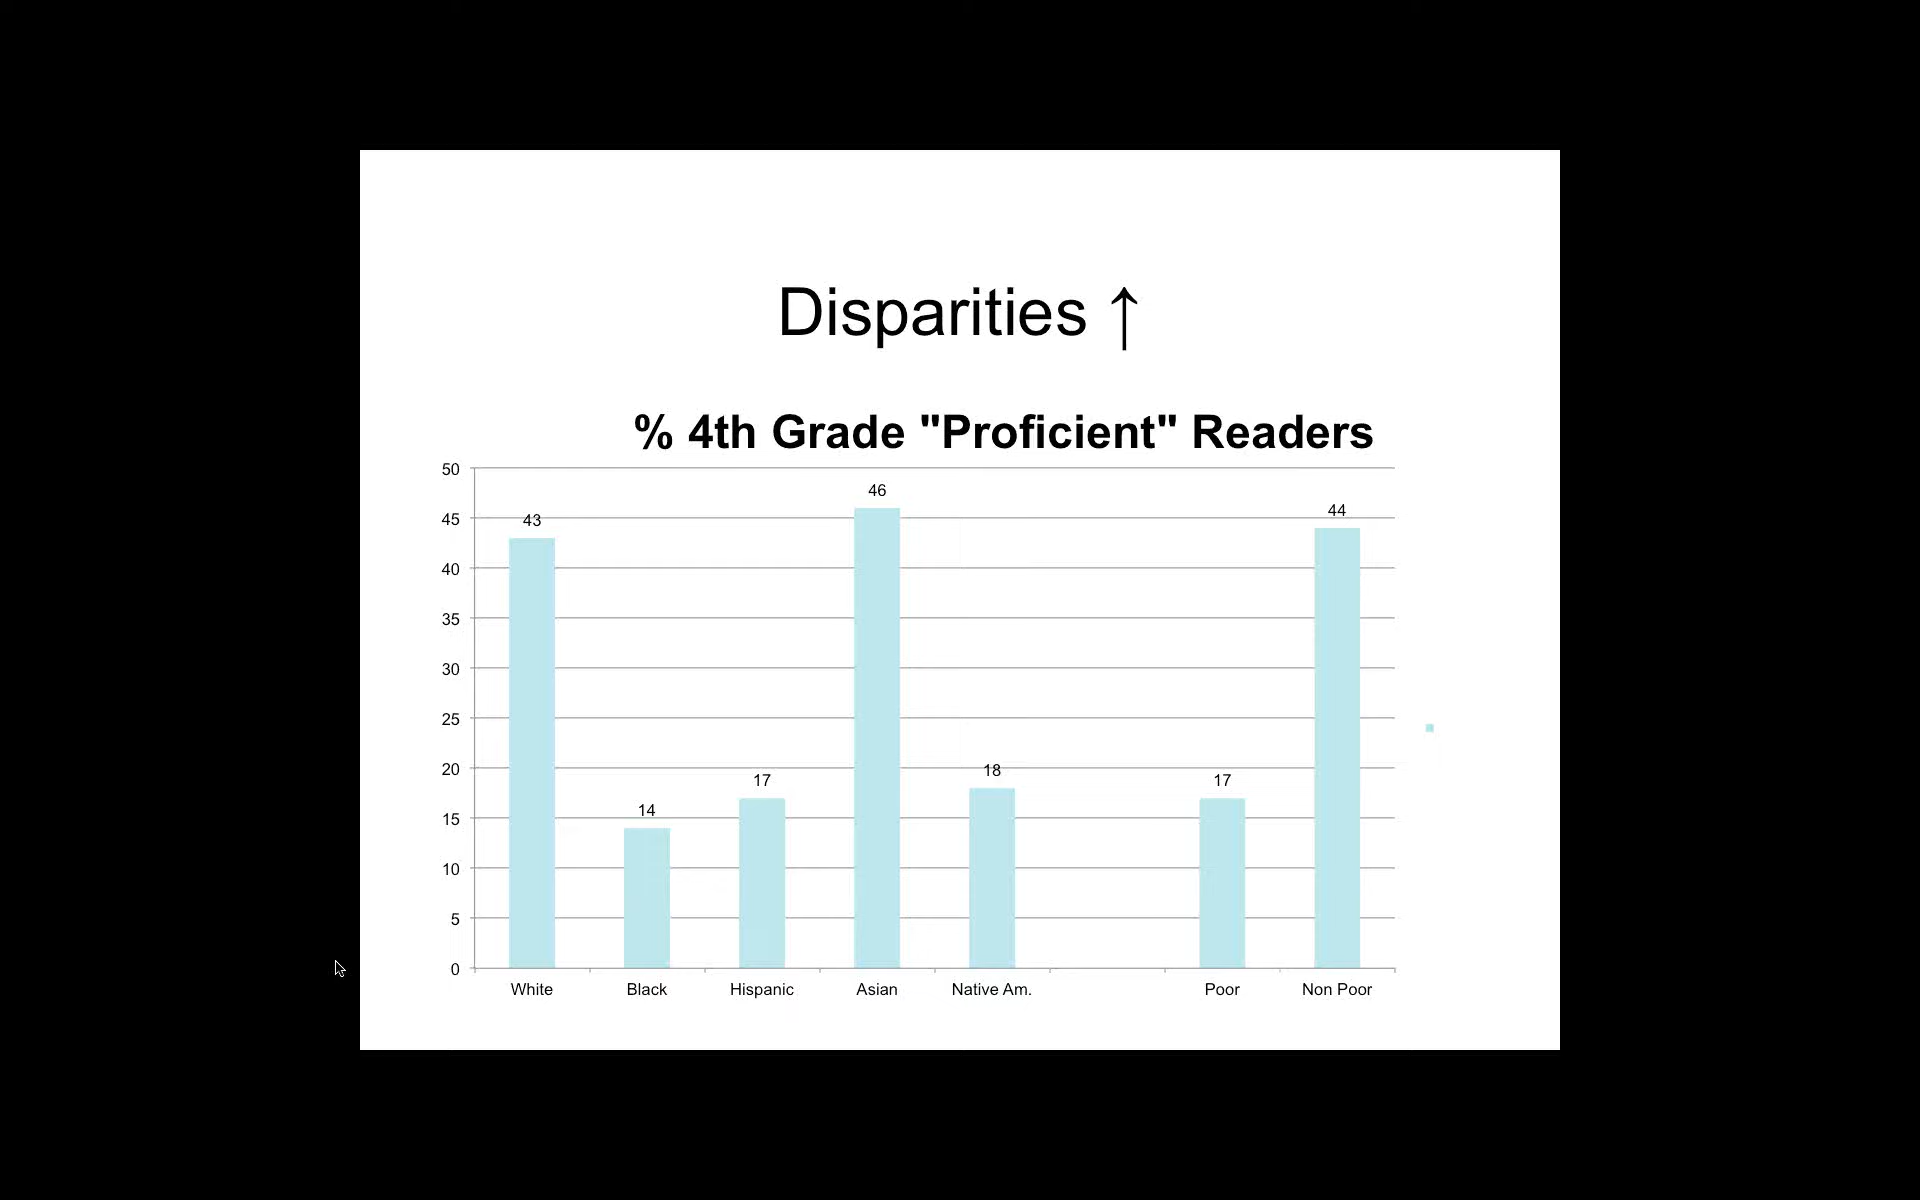 Disparities ↑
% 4th Grade "Proficient" Readers
50
45
40
35
30
25
20
15
10
5
0
43
14
17
46
18
17
44
White
Black
Hispanic
Asian
Native Am.
Poor
Non Poor